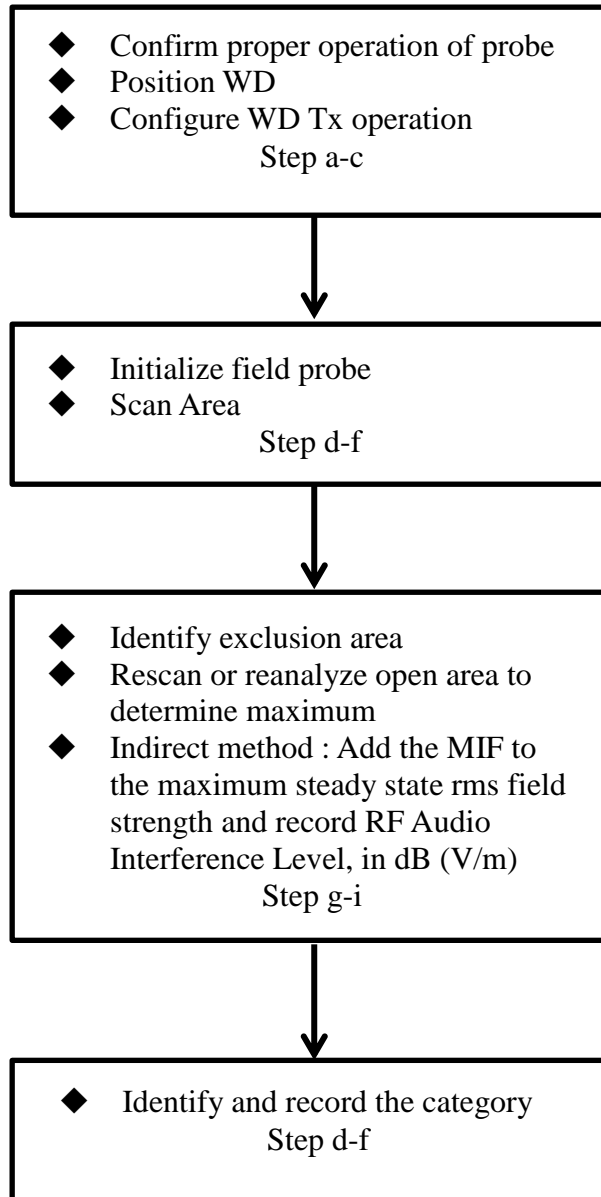 ◆ Confirm proper operation of probe
◆ Position WD
◆ Configure WD Tx operation
Step a-c
◆ Initialize field probe
◆ Scan Area
Step d-f
◆ Identify exclusion area
◆ Rescan or reanalyze open area to
determine maximum
◆ Indirect method : Add the MIF to
the maximum steady state rms field
strength and record RF Audio
Interference Level, in dB (V/m)
Step g-i
◆ Identify and record the category
Step d-f